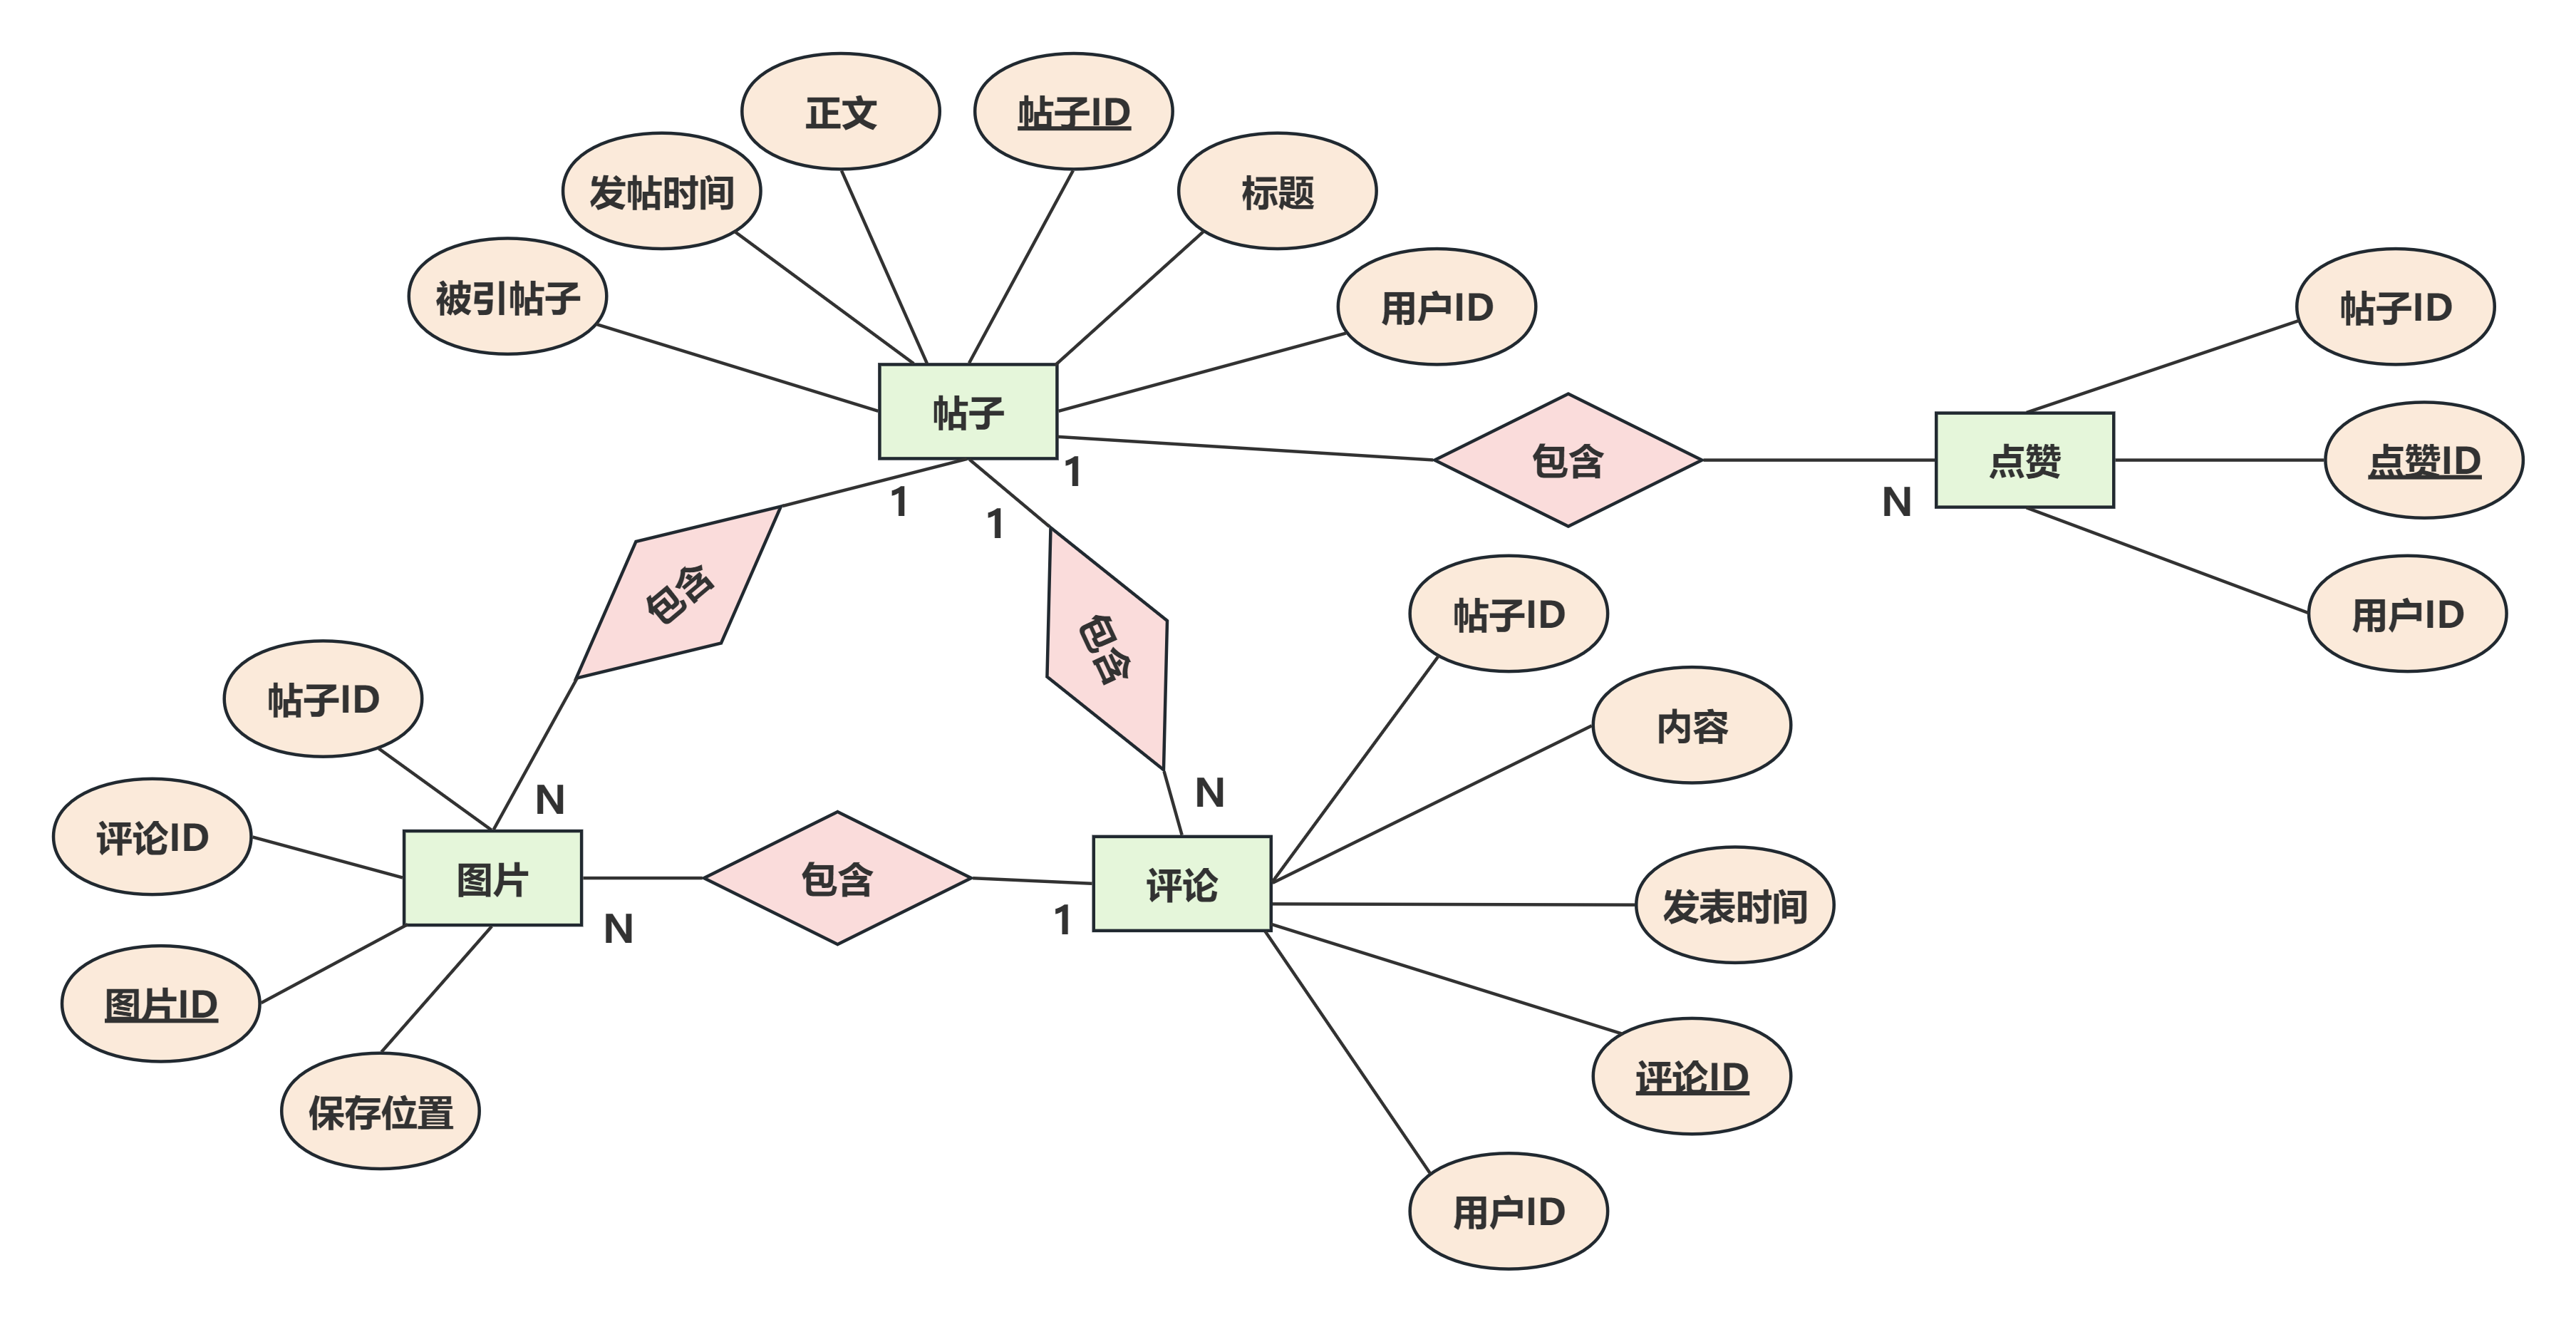 正文
帖子ID
发帖时间
标题
被引帖子
用户ID
帖子ID
帖子
包含
点赞
点赞ID
1
1
1
N
包含
包含
帖子ID
用户ID
帖子ID
内容
N
N
评论ID
图片
包含
评论
发表时间
N
1
图片ID
评论ID
保存位置
用户ID